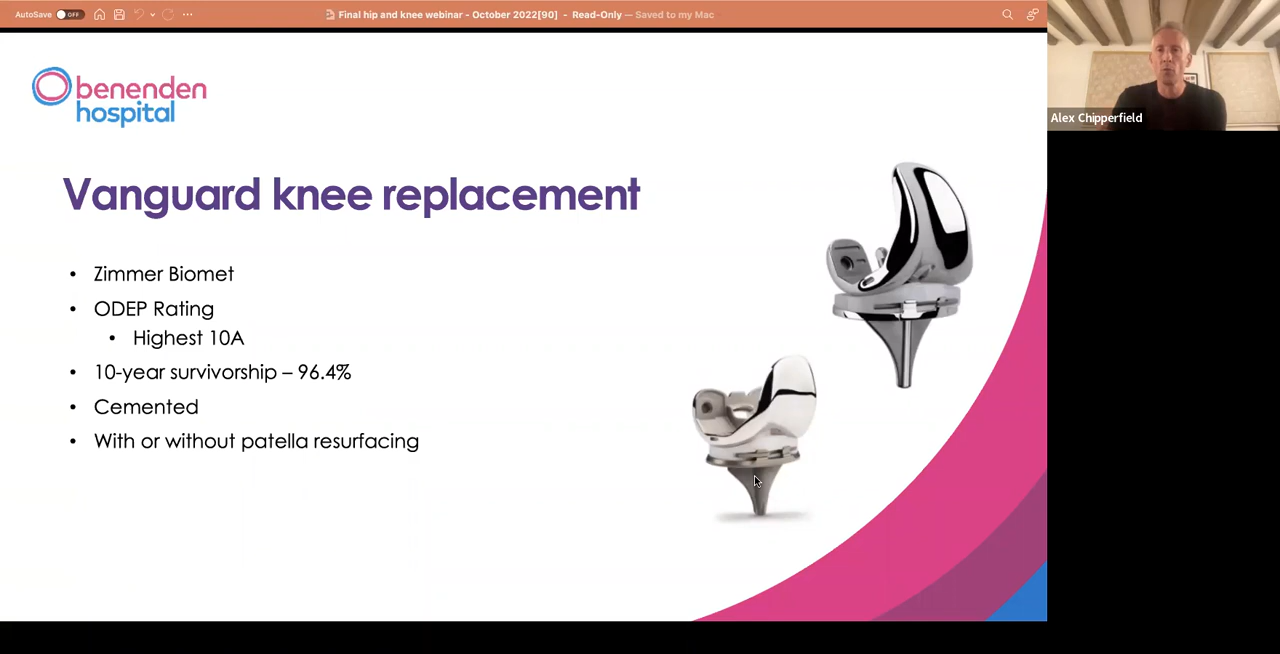 AutoSave OFF
Final hip and knee webinar - October 2022[90] - Read-Only — Saved to my Mac
Alex Chipperfield
benenden
hospital
Vanguard knee replacement
• Zimmer Biomet
• ODEP Rating
• Highest 10A
• 10-year survivorship – 96.4%
• Cemented
• With or without patella resurfacing